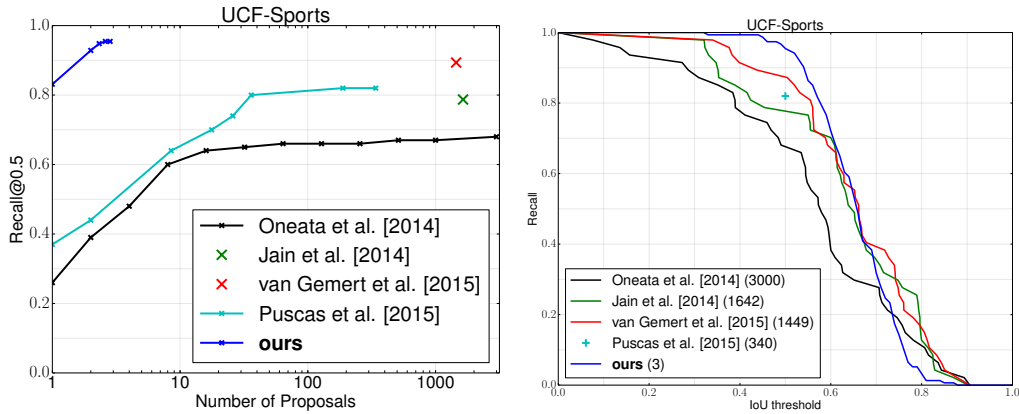 UCF-Sports
1.0
0.8
0.6
0.4
0.2
0.0
Recall@0.5
1
10
100
1000
Number of Proposals
Oneata et al. [2014]
Jain et al. [2014]
van Gemert et al. [2015]
Puscas et al. [2015]
ours
UCF-Sports
1.0
0.8
0.6
0.4
0.2
0.0
Recall
0.0
0.2
0.4
0.6
0.8
1.0
IoU threshold
Oneata et al. [2014] (3000)
Jain et al. [2014] (1642)
van Gemert et al. [2015] (1449)
Puscas et al. [2015] (340)
ours (3)